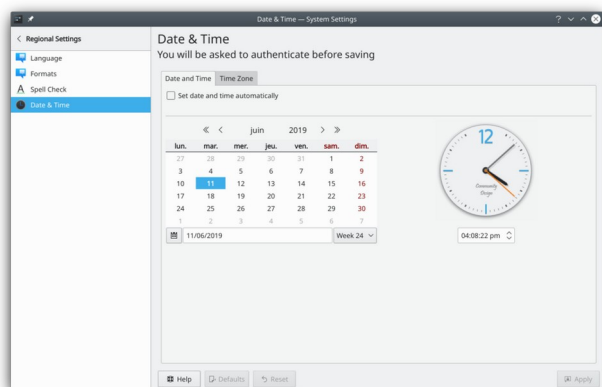 Date & Time — System Settings
Regional Settings
Language
Formats
Spell Check
Date & Time
Date & Time
You will be asked to authenticate before saving
Date and Time Time Zone
Set date and time automatically
juin 2019
lun. mar. mer. jeu. ven. sam. dim.
27 28 29 30 31 1 2
3 4 5 6 7 8 9
10 11 12 13 14 15 16
17 18 19 20 21 22 23
24 25 26 27 28 29 30
1 2 3 4 5 6 7
11/06/2019 Week 24
12
Community
Design
04:08:22 pm
Help Defaults Reset Apply